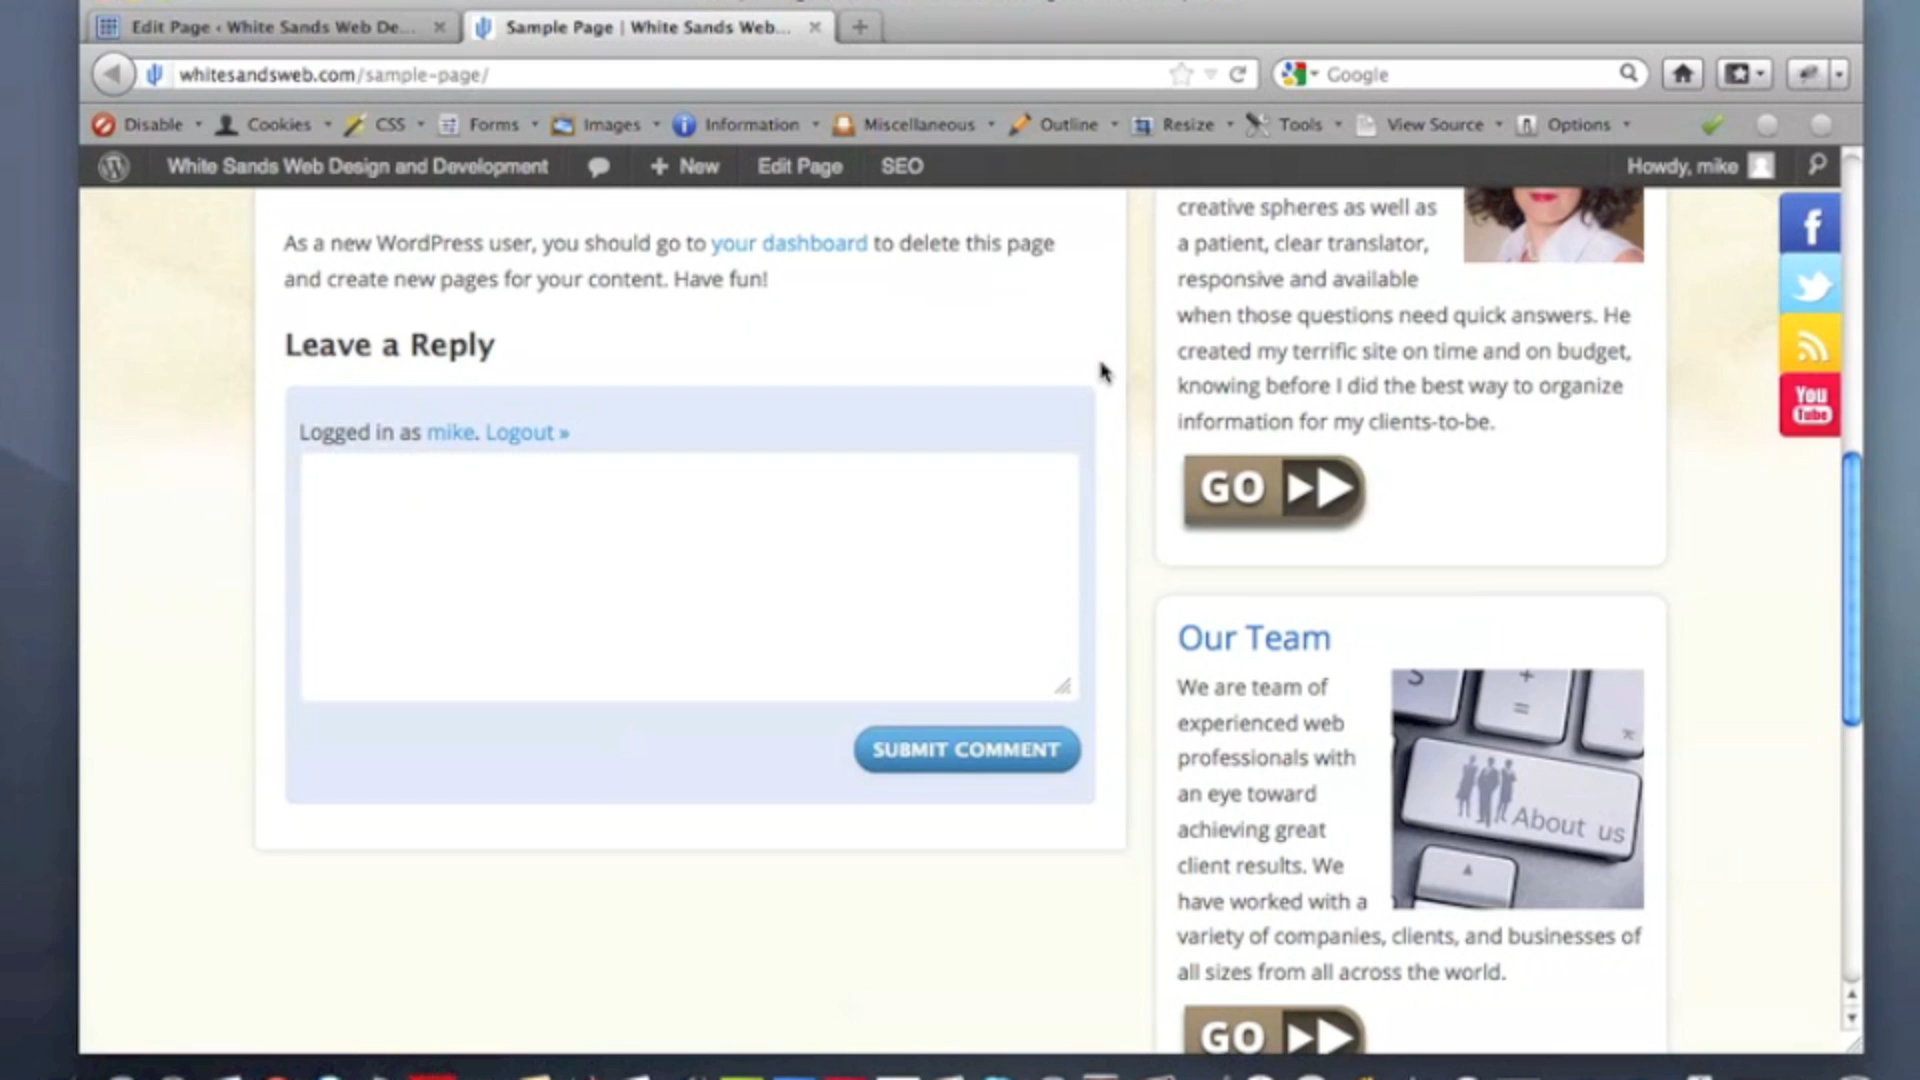 Edit Page ‹ White Sands Web De...
Sample Page | White Sands Web...
whitesandsweb.com/sample-page/
Google
Disable
Cookies
CSS
Forms
Images
Information
Miscellaneous
Outline
Resize
Tools
View Source
Options
White Sands Web Design and Development
+ New
Edit Page
SEO
Howdy, mike
As a new WordPress user, you should go to your dashboard to delete this page
and create new pages for your content. Have fun!
Leave a Reply
Logged in as mike. Logout »
SUBMIT COMMENT
creative spheres as well as
a patient, clear translator,
responsive and available
when those questions need quick answers. He
created my terrific site on time and on budget,
knowing before I did the best way to organize
information for my clients-to-be.
GO
Our Team
We are team of
experienced web
professionals with
an eye toward
achieving great
client results. We
have worked with a
variety of companies, clients, and businesses of
all sizes from all across the world.
About us
GO
f
You
Tube